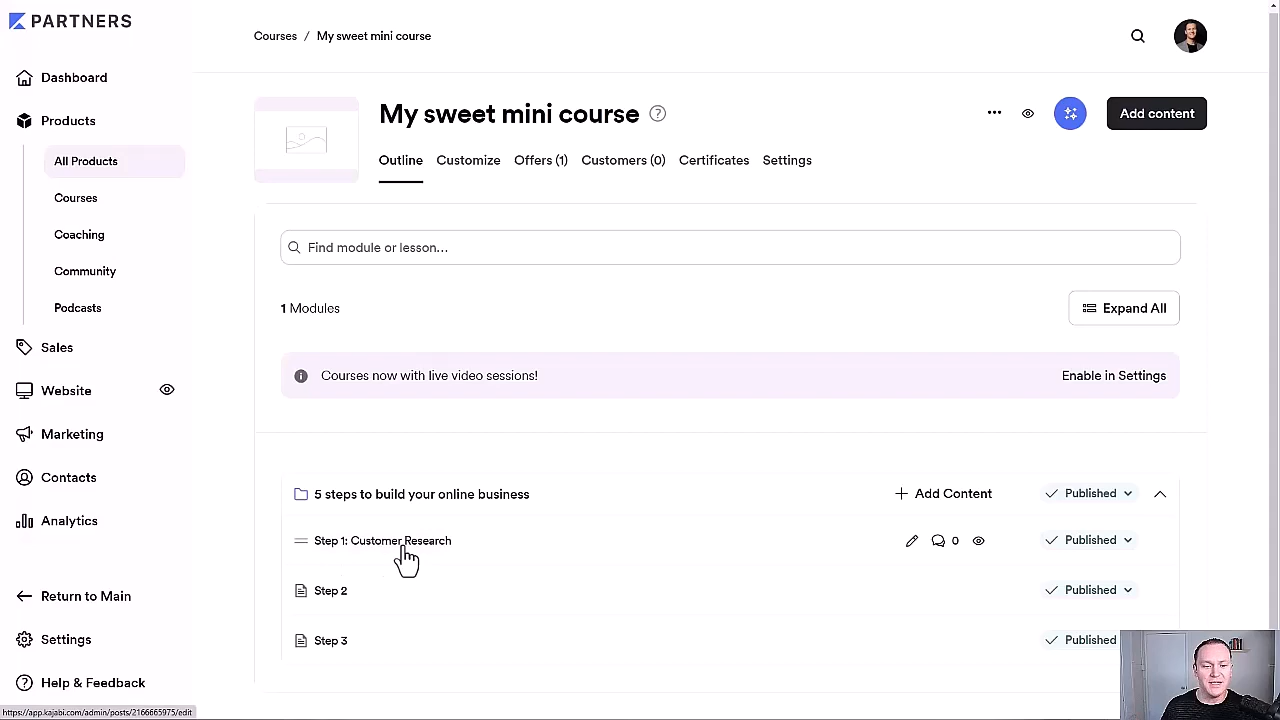 PARTNERS
Courses / My sweet mini course
Dashboard
Products
All Products
Courses
Coaching
Community
Podcasts
Sales
Website
Marketing
Contacts
Analytics
Return to Main
Settings
Help & Feedback
My sweet mini course ?
Add content
Outline Customize Offers (1) Customers (0) Certificates Settings
Find module or lesson...
1 Modules
Expand All
Courses now with live video sessions!
Enable in Settings
5 steps to build your online business
Add Content
Published
Step 1: Customer Research
0
Published
Step 2
Published
Step 3
Published
https://app.kajabi.com/admin/posts/2166665975/edit